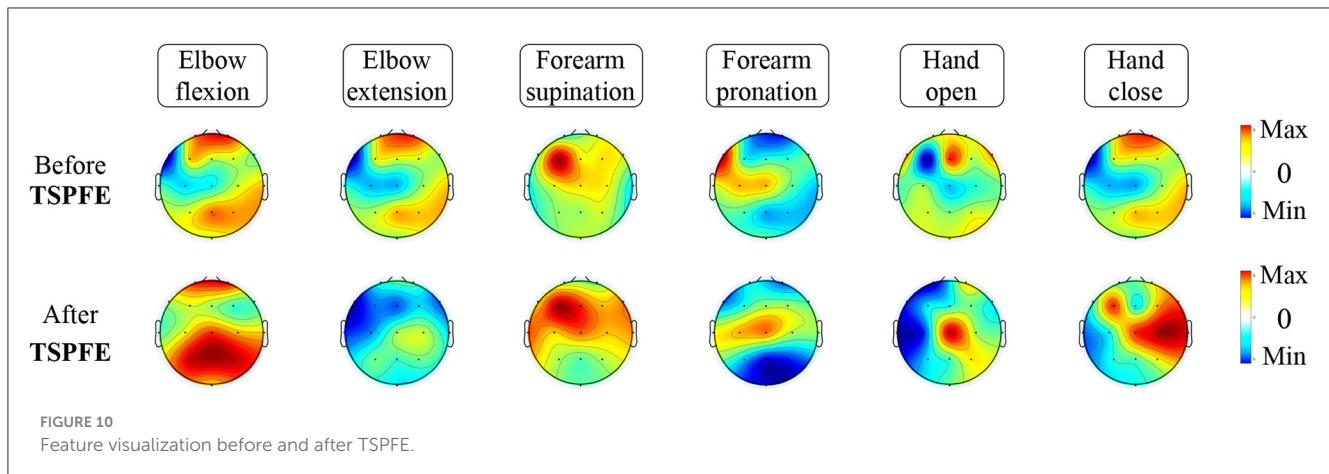 Elbow
flexion
Elbow
extension
Forearm
supination
Forearm
pronation
Hand
open
Hand
close
Before
TSPFE
Max
0
Min
After
TSPFE
Max
0
Min
FIGURE 10
Feature visualization before and after TSPFE.